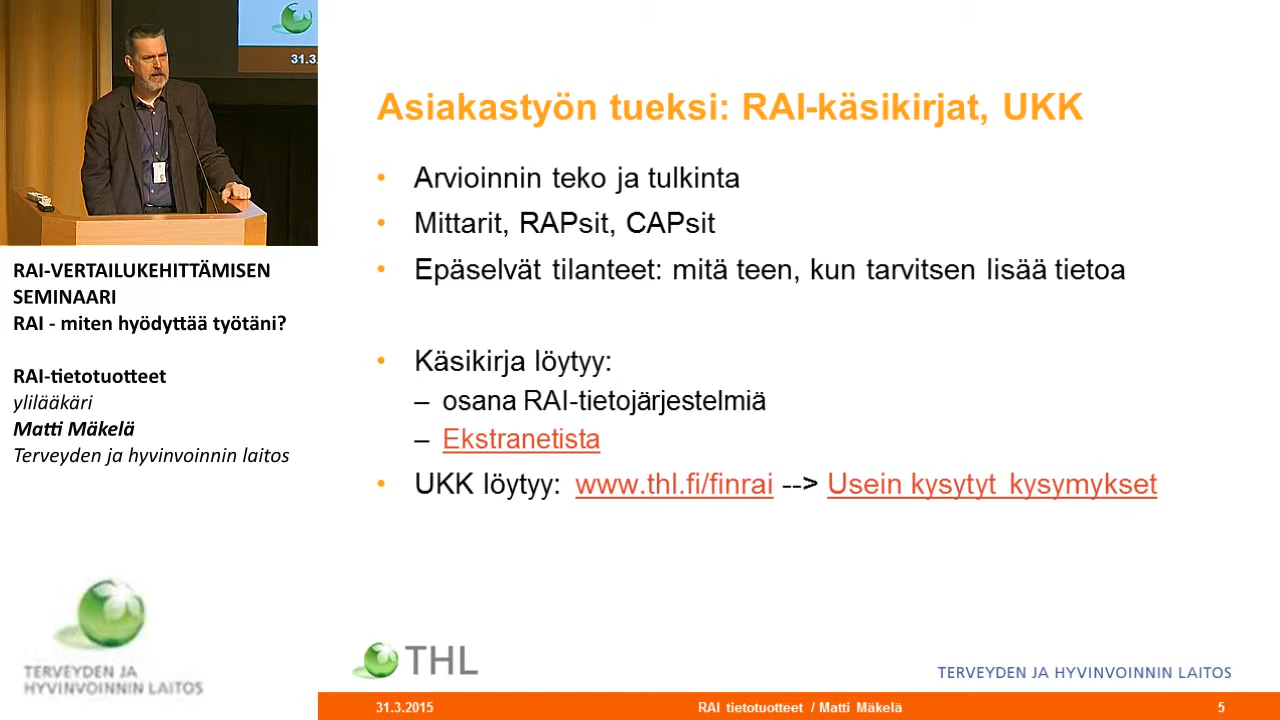 31.3.
RAI-VERTAILUKEHITTÄMISEN
SEMINAARI
RAI - miten hyödyttää työtäni?
RAI-tietotuotteet
ylilääkäri
Matti Mäkelä
Terveyden ja hyvinvoinnin laitos
TERVEYDEN JA
HYVINVOINNIN LAITOS
Asiakastyön tueksi: RAI-käsikirjat, UKK
• Arvioinnin teko ja tulkinta
• Mittarit, RAPsit, CAPsit
• Epäselvät tilanteet: mitä teen, kun tarvitsen lisää tietoa
• Käsikirja löytyy:
– osana RAI-tietojärjestelmiä
– Ekstranetista
• UKK löytyy: www.thl.fi/finrai --> Usein kysytyt kysymykset
THL
TERVEYDEN JA HYVINVOINNIN LAITOS
31.3.2015 RAI tietotuotteet / Matti Mäkelä 5